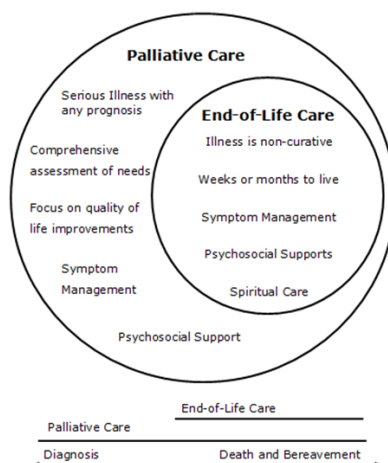 Palliative Care
Serious Illness with
any prognosis
Comprehensive
assessment of needs
Focus on quality of
life improvements
Symptom
Management
Psychosocial Support
End-of-Life Care
Illness is non-curative
Weeks or months to live
Symptom Management
Psychosocial Supports
Spiritual Care
End-of-Life Care
Palliative Care
Diagnosis
Death and Bereavement